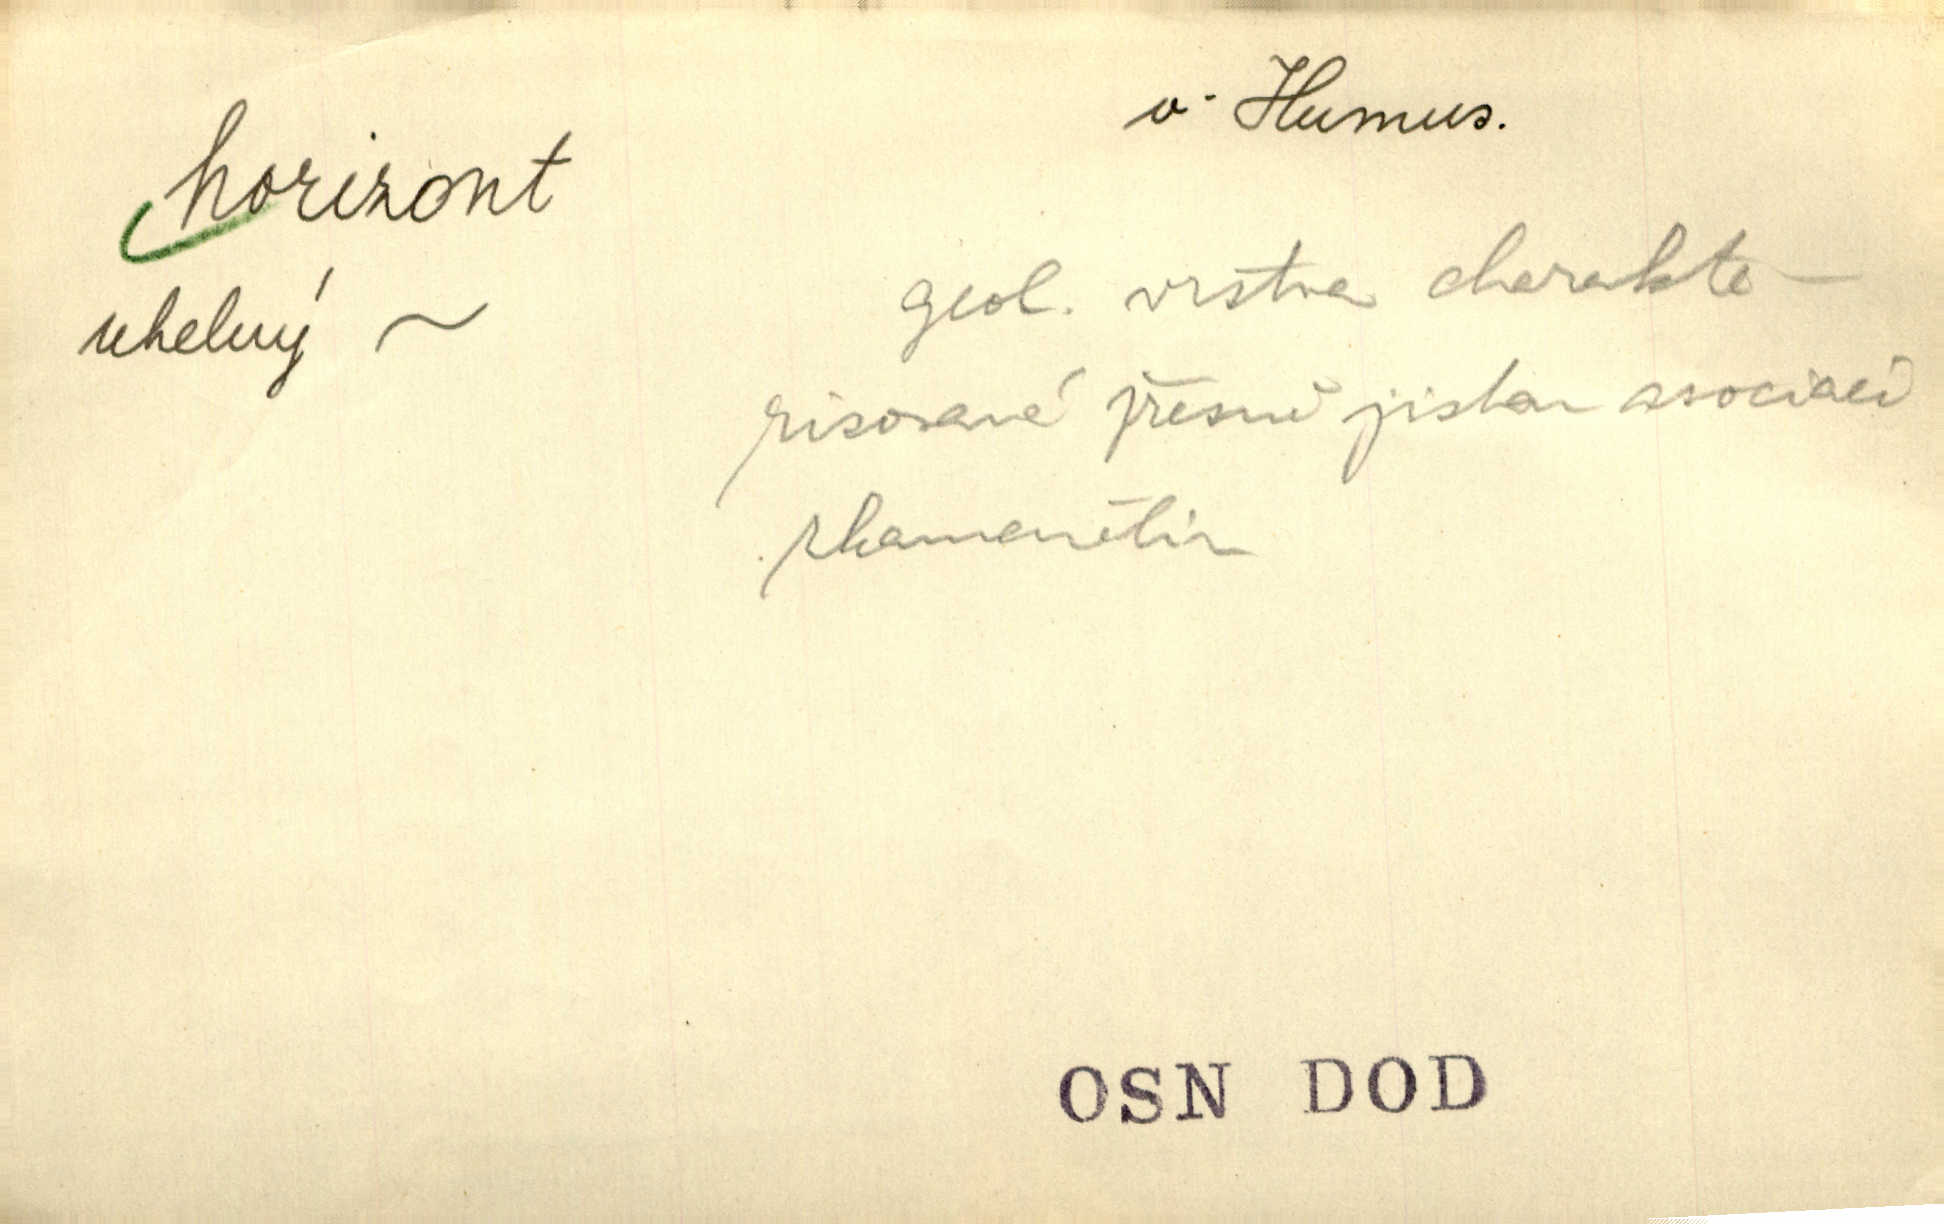 v. Humus.
horizont
uhelný ~
geol. vrstva charakte-
risované přesně jistou asociací
zkamenělin
OSN DOD